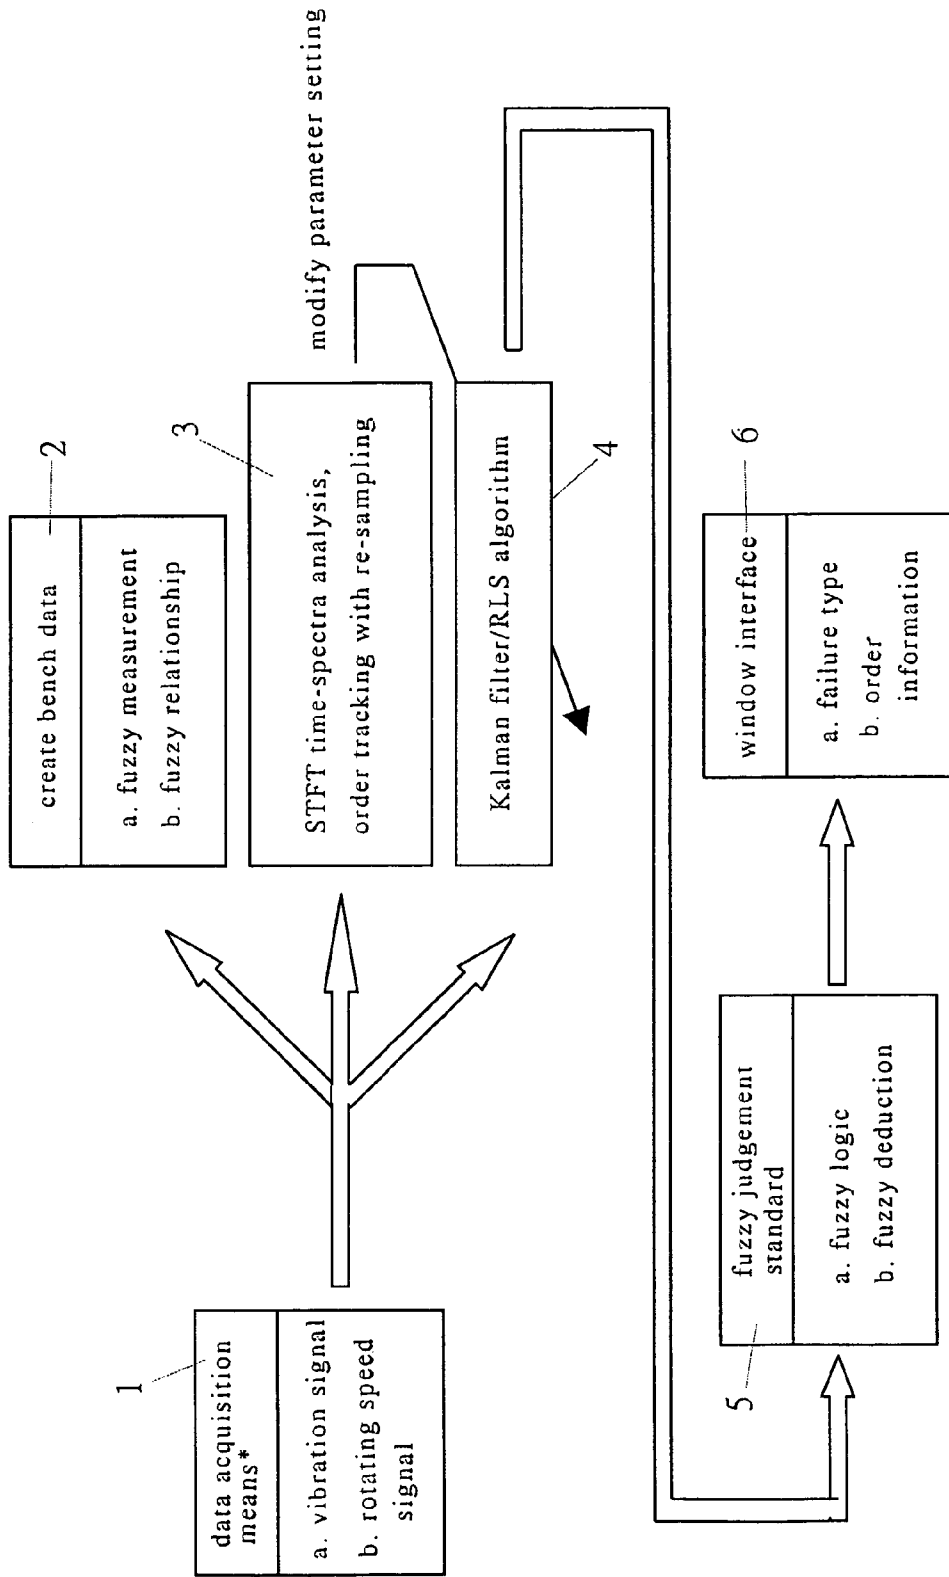 1
data acquisition
means*
a. vibration signal
b. rotating speed
signal
2
create bench data
a. fuzzy measurement
b. fuzzy relationship
3
STFT time-spectra analysis,
order tracking with re-sampling
modify parameter setting
Kalman filter/RLS algorithm
4
5
fuzzy judgement
standard
a. fuzzy logic
b. fuzzy deduction
6
window interface
a. failure type
b. order
information